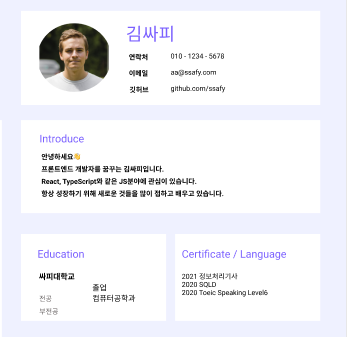 김싸피
연락처 010 - 1234 - 5678
이메일 aa@ssafy.com
깃허브 github.com/ssafy
Introduce
안녕하세요👋
프론트엔드 개발자를 꿈꾸는 김싸피입니다.
React, TypeScript와 같은 JS분야에 관심이 있습니다.
항상 성장하기 위해 새로운 것들을 많이 접하고 배우고 있습니다.
Education
싸피대학교
졸업
전공 컴퓨터공학과
부전공
Certificate / Language
2021 정보처리기사
2020 SQLD
2020 Toeic Speaking Level6